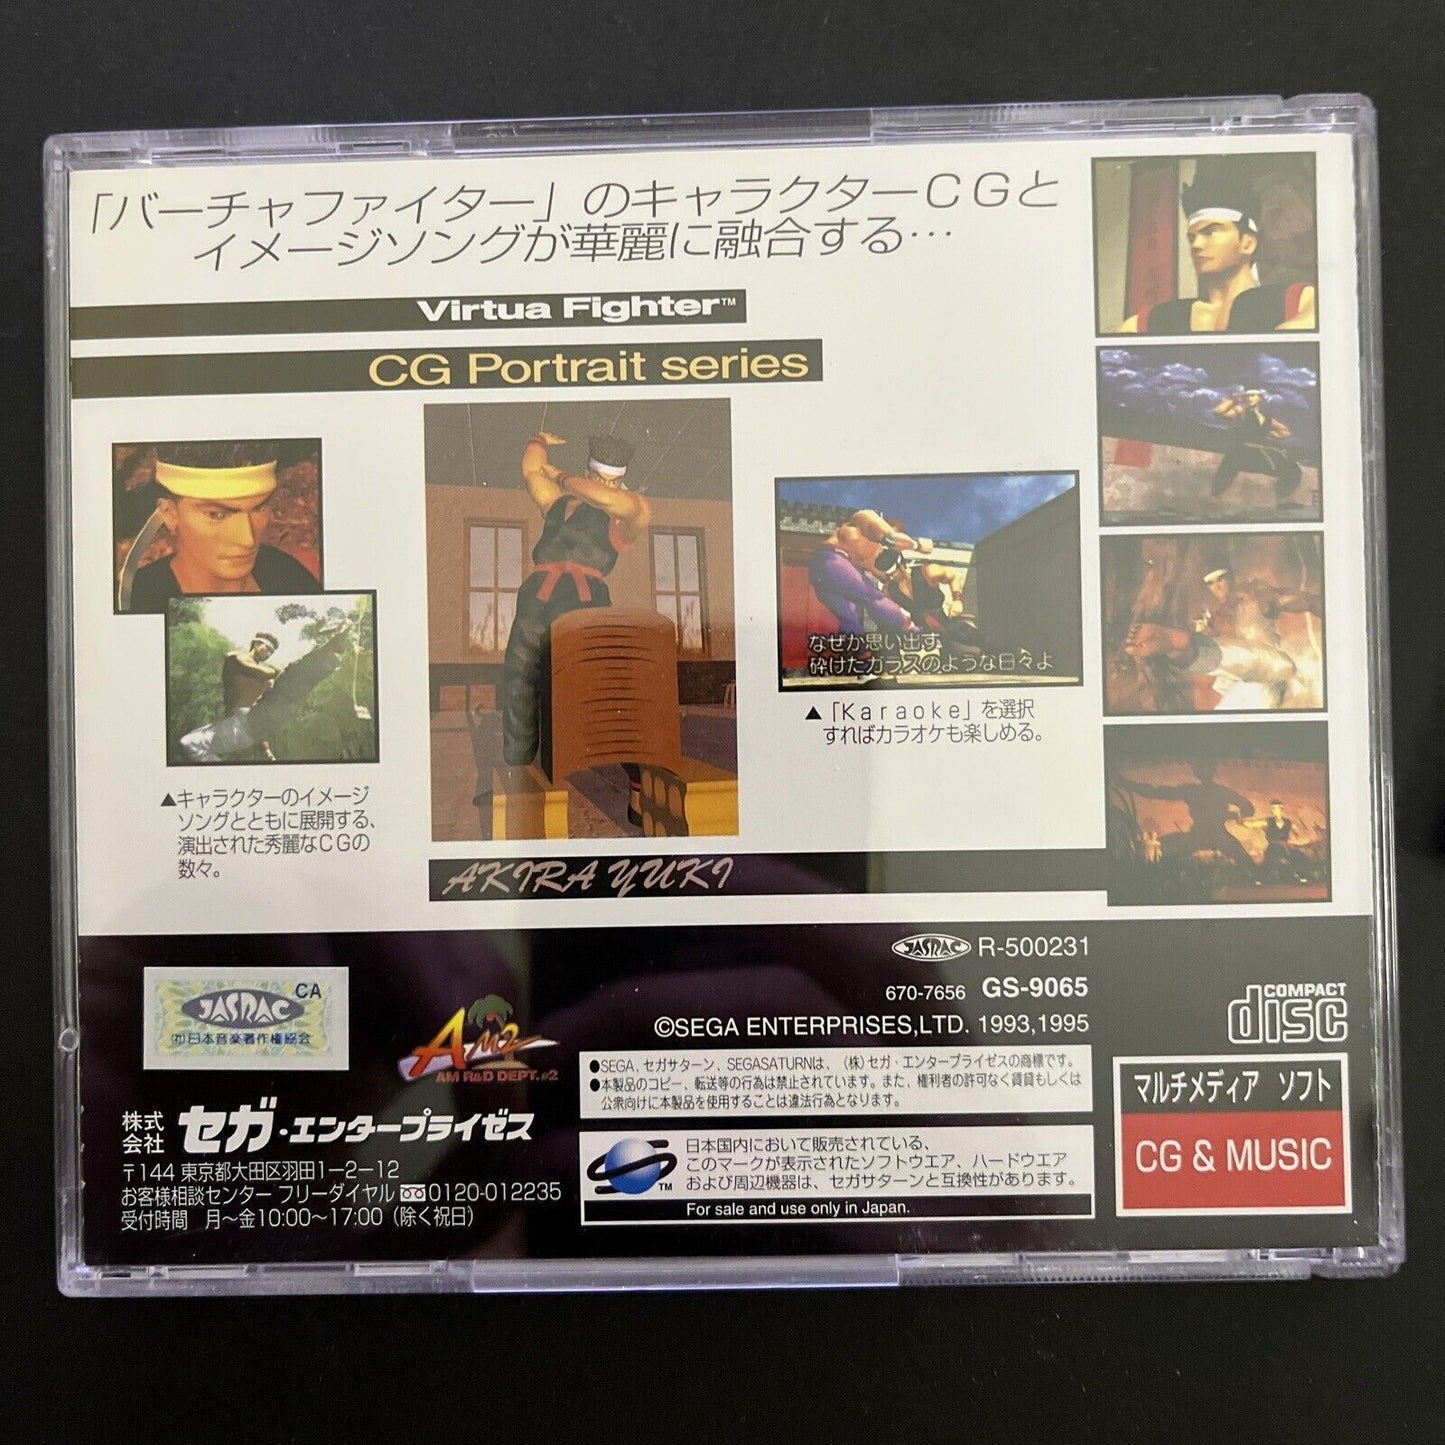 「バーチャファイター」のキャラクターCGと
イメージソングが華麗に融合する…
Virtua Fighter™
CG Portrait series
なぜか思い出す
砕けたガラスのような日々よ
▲「Karaoke」を選択
すればカラオケも楽しめる。
▲キャラクターのイメージ
ソングとともに展開する、
演出された秀麗なCGの
数々。
AKIRA YUKI
JASRAC R-500231
670-7656 GS-9065
©SEGA ENTERPRISES,LTD. 1993,1995
COMPACT
disc
CA
JASRAC
日本音楽著作権協会
AM2
AM R&D DEPT.#2
株式
会社
セガ・エンタープライゼス
〒144 東京都大田区羽田1-2-12
お客様相談センター フリーダイヤル 0120-012235
受付時間 月〜金10:00〜17:00(除く祝日)
●SEGA、セガサターン、SEGASATURNは、(株)セガ・エンタープライゼスの商標です。
●本製品のコピー、転送等の行為は禁止されています。また、権利者の許可なく賃貸もしくは
公衆向けに本製品を使用することは違法行為となります。
TM
日本国内において販売されている、
このマークが表示されたソフトウエア、ハードウエア
および周辺機器は、セガサターンと互換性があります。
For sale and use only in Japan.
マルチメディア ソフト
CG & MUSIC